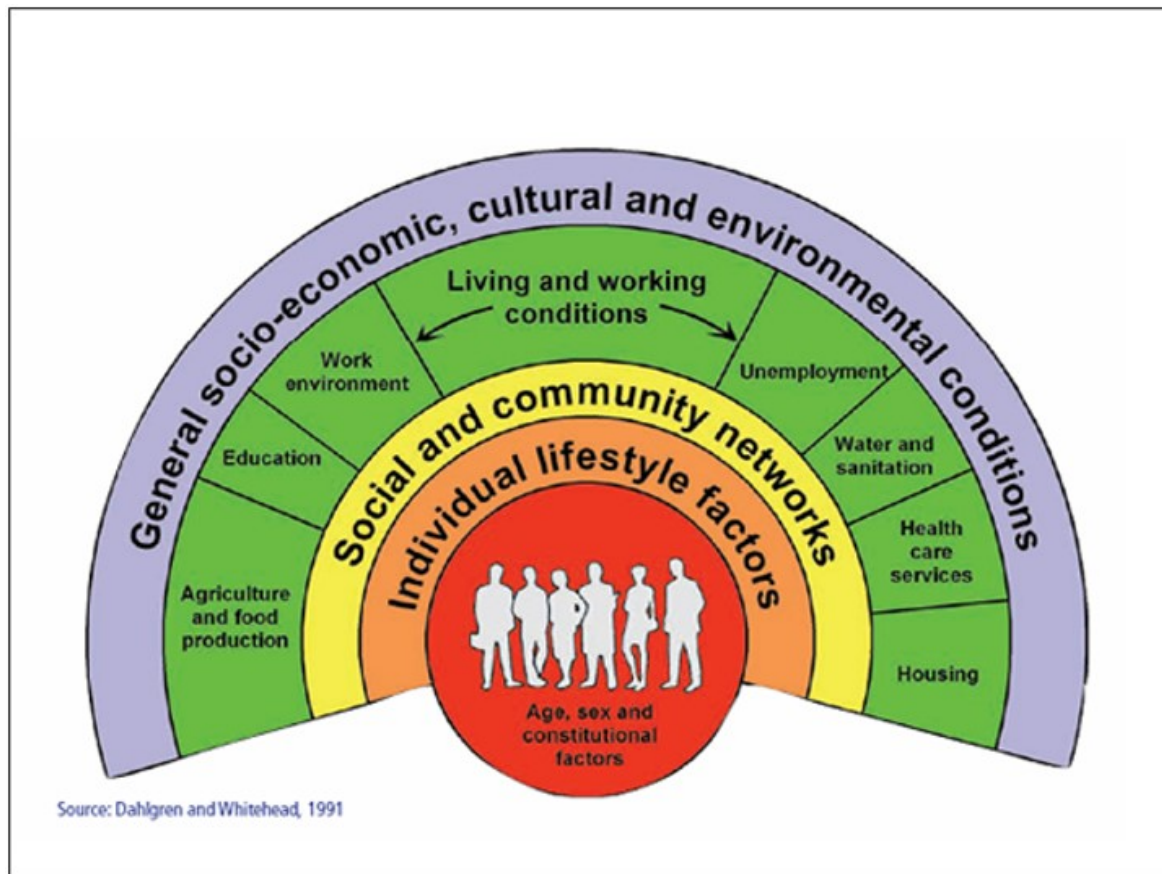 General socio-economic, cultural and environmental conditions
Living and working
conditions
Work
environment
Education
Agriculture
and food
production
Unemployment
Water and
sanitation
Health
care
services
Housing
Social and community networks
Individual lifestyle factors
Age, sex and
constitutional
factors
Source: Dahlgren and Whitehead, 1991